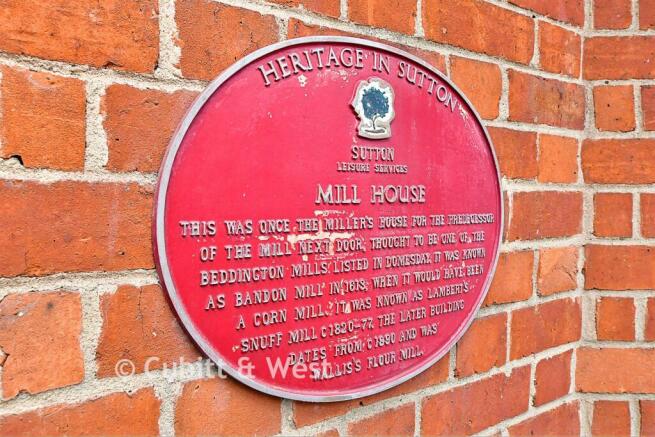 HERITAGE IN SUTTON
SUTTON
LEISURE SERVICES
MILL HOUSE
THIS WAS ONCE THE MILLER'S HOUSE FOR THE PREDECESSOR
OF THE MILL NEXT DOOR, THOUGHT TO BE ONE OF THE
BEDDINGTON MILLS LISTED IN DOMESDAY. IT WAS KNOWN
AS BANDON MILL IN 1613, WHEN IT WOULD HAVE BEEN
A CORN MILL. IT WAS KNOWN AS LAMBERT'S
SNUFF MILL C1820-77. THE LATER BUILDING
DATES FROM C1890 AND WAS
WALLIS'S FLOUR MILL.
© Cubitt & West